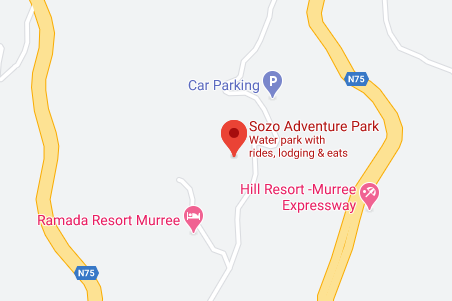 N75
Car Parking
P
Sozo Adventure Park
Water park with
rides, lodging & eats
Hill Resort -Murree
Expressway
Ramada Resort Murree
N75